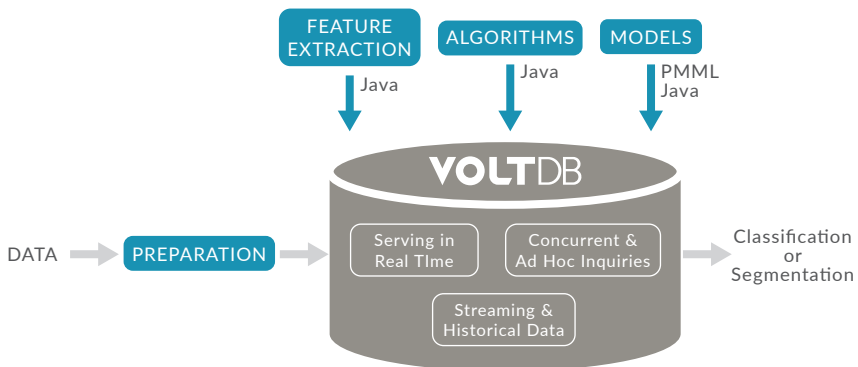 FEATURE
EXTRACTION
ALGORITHMS
MODELS
Java
Java
PMML
Java
VOLTDB
DATA
PREPARATION
Serving in
Real TIme
Concurrent &
Ad Hoc Inquiries
Streaming &
Historical Data
Classification
or
Segmentation